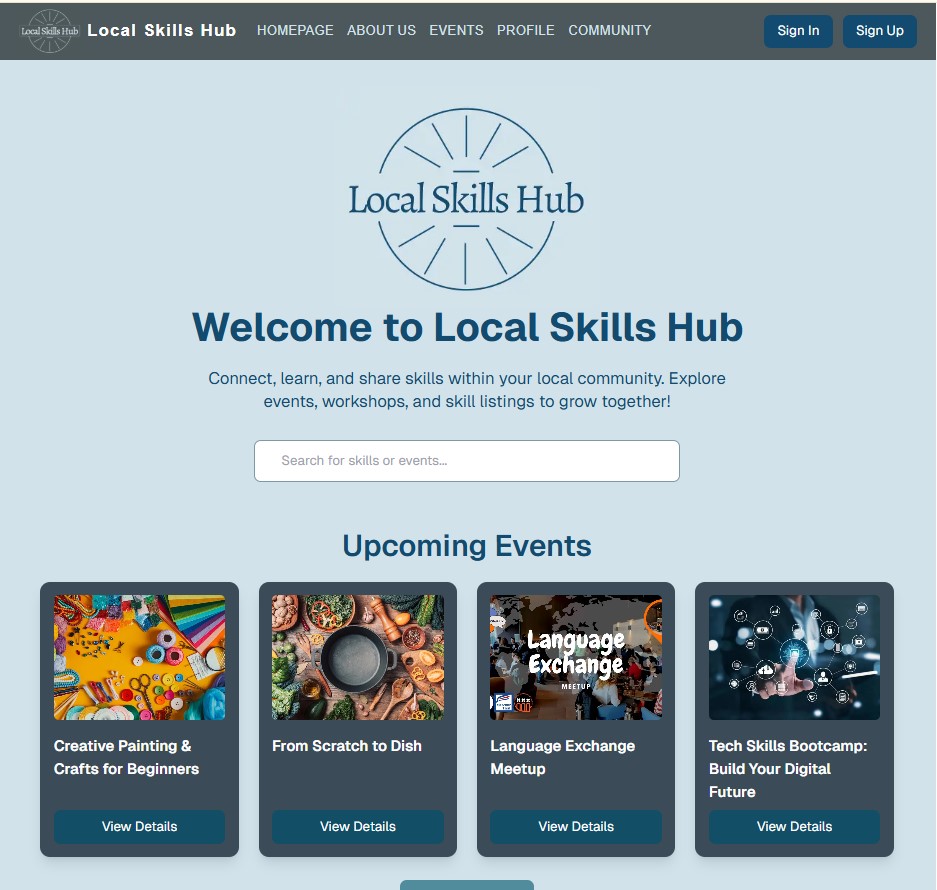 Local Skills Hub
Local Skills Hub
HOMEPAGE
ABOUT US
EVENTS
PROFILE
COMMUNITY
Sign In
Sign Up
Local Skills Hub
Welcome to Local Skills Hub
Connect, learn, and share skills within your local community. Explore
events, workshops, and skill listings to grow together!
Search for skills or events...
Upcoming Events
Language
Exchange
MEETUP
Creative Painting &
Crafts for Beginners
From Scratch to Dish
Language Exchange
Meetup
Tech Skills Bootcamp:
Build Your Digital
Future
View Details
View Details
View Details
View Details